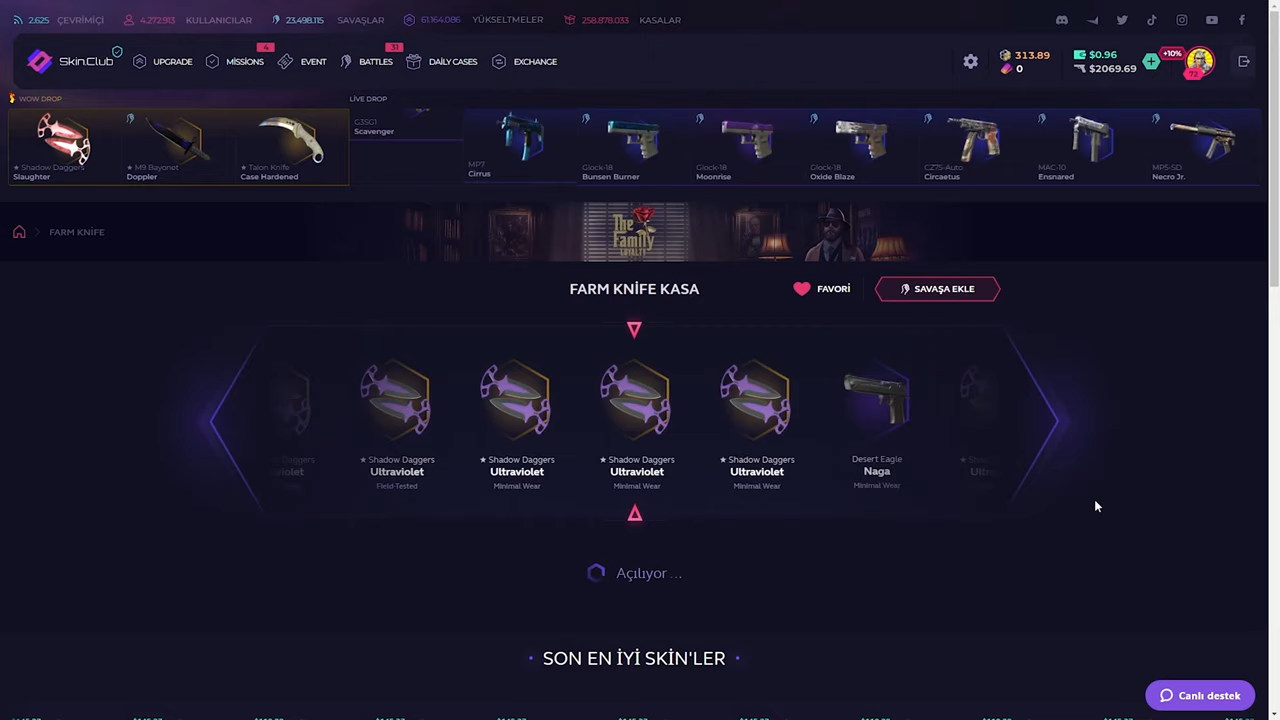 2.625 ÇEVRİMİÇİ 4.272.913 KULLANICILAR 23.498.115 SAVAŞLAR 61.164.086 YÜKSELTMELER 258.878.033 KASALAR
Skin.Club UPGRADE 4 MISSIONS EVENT 31 BATTLES DAILY CASES EXCHANGE 313.89 $0.96 +10%
0 $2069.69 72
WOW DROP LIVE DROP
★ Shadow Daggers
Slaughter
★ M9 Bayonet
Doppler
★ Talon Knife
Case Hardened
G3SG1
Scavenger
MP7
Cirrus
Glock-18
Bunsen Burner
Glock-18
Moonrise
Glock-18
Oxide Blaze
CZ75-Auto
Circaetus
MAC-10
Ensnared
MP5-SD
Necro Jr.
The
Family
LOYALTY
FARM KNIFE
FARM KNİFE KASA FAVORİ SAVAŞA EKLE
★ Shadow Daggers
Ultraviolet
Field-Tested
★ Shadow Daggers
Ultraviolet
Minimal Wear
★ Shadow Daggers
Ultraviolet
Minimal Wear
★ Shadow Daggers
Ultraviolet
Minimal Wear
Desert Eagle
Naga
Minimal Wear
Açılıyor ...
SON EN İYİ SKİN'LER
Canlı destek